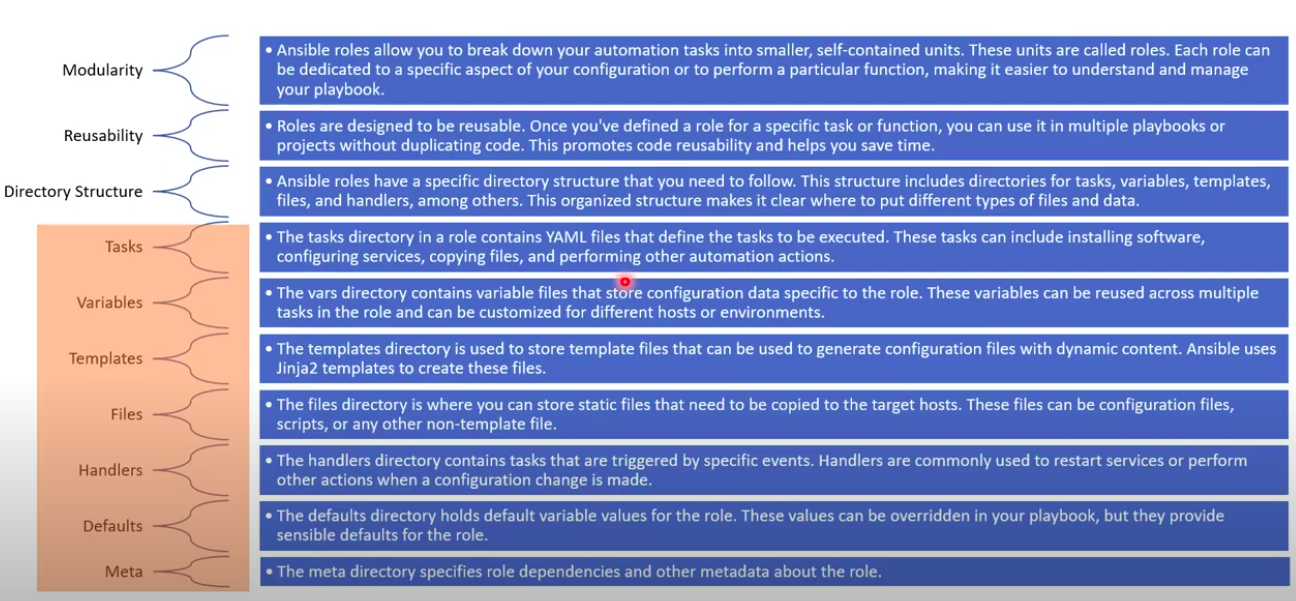 Modularity
• Ansible roles allow you to break down your automation tasks into smaller, self-contained units. These units are called roles. Each role can
be dedicated to a specific aspect of your configuration or to perform a particular function, making it easier to understand and manage
your playbook.
Reusability
• Roles are designed to be reusable. Once you've defined a role for a specific task or function, you can use it in multiple playbooks or
projects without duplicating code. This promotes code reusability and helps you save time.
Directory Structure
• Ansible roles have a specific directory structure that you need to follow. This structure includes directories for tasks, variables, templates,
files, and handlers, among others. This organized structure makes it clear where to put different types of files and data.
Tasks
• The tasks directory in a role contains YAML files that define the tasks to be executed. These tasks can include installing software,
configuring services, copying files, and performing other automation actions.
Variables
• The vars directory contains variable files that store configuration data specific to the role. These variables can be reused across multiple
tasks in the role and can be customized for different hosts or environments.
Templates
• The templates directory is used to store template files that can be used to generate configuration files with dynamic content. Ansible uses
Jinja2 templates to create these files.
Files
• The files directory is where you can store static files that need to be copied to the target hosts. These files can be configuration files,
scripts, or any other non-template file.
Handlers
• The handlers directory contains tasks that are triggered by specific events. Handlers are commonly used to restart services or perform
other actions when a configuration change is made.
Defaults
• The defaults directory holds default variable values for the role. These values can be overridden in your playbook, but they provide
sensible defaults for the role.
Meta
• The meta directory specifies role dependencies and other metadata about the role.